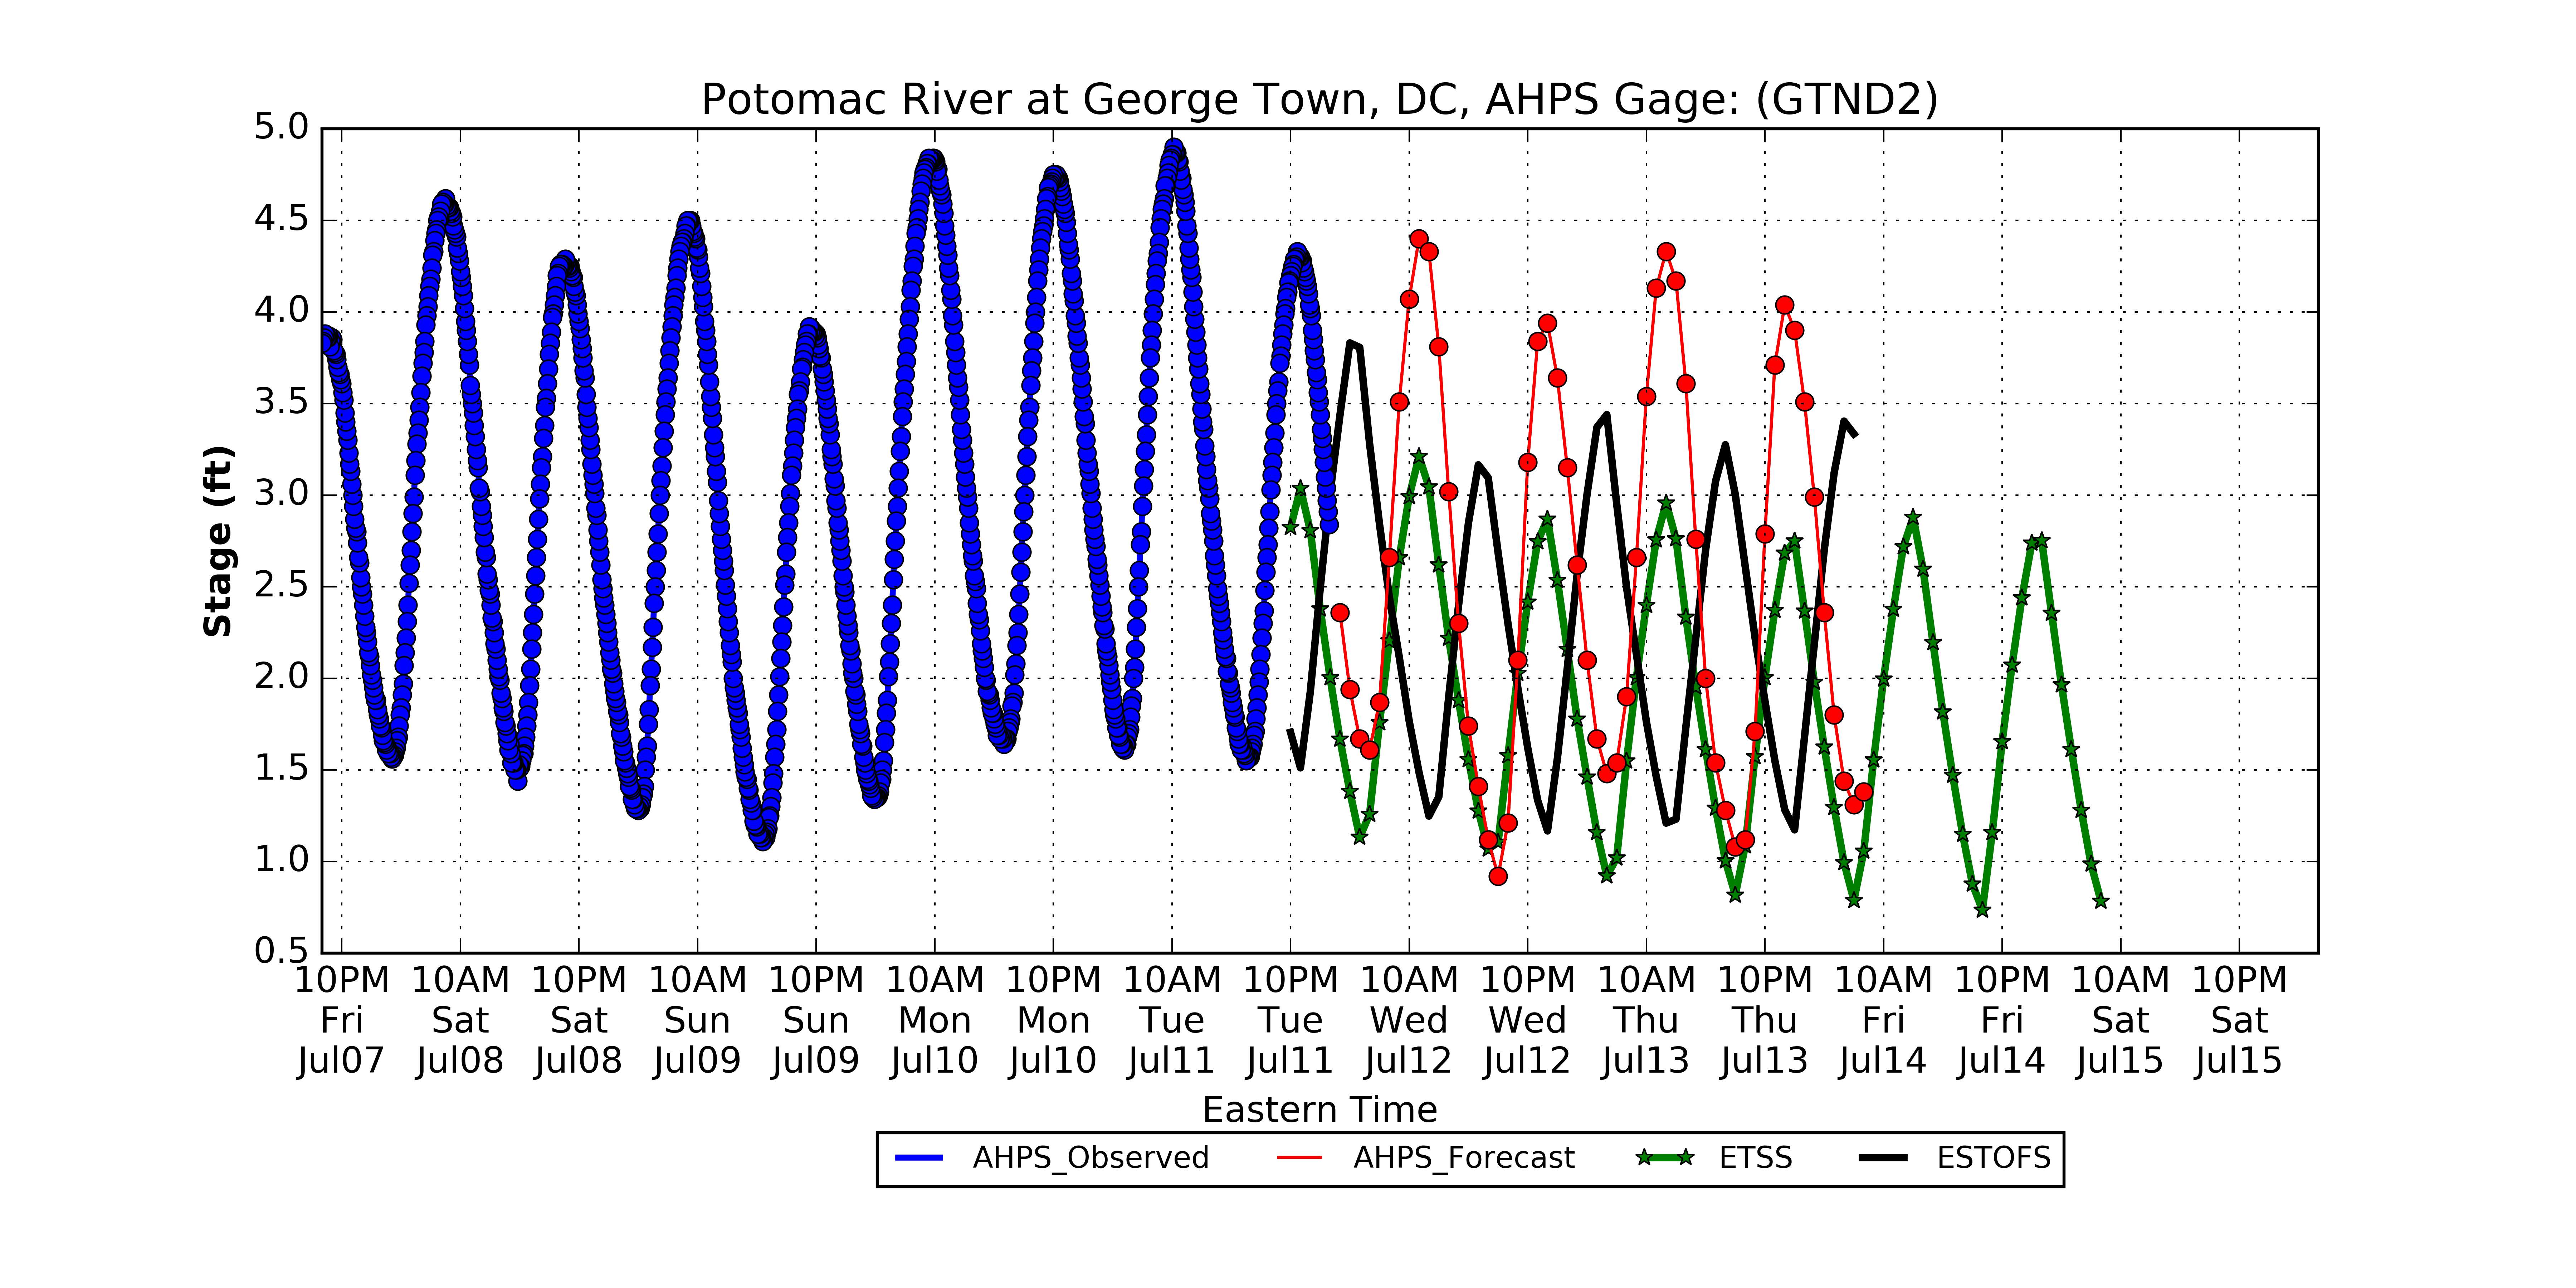 Potomac River at George Town, DC, AHPS Gage: (GTND2)
5.0
4.5
4.0
3.5
3.0
2.5
2.0
1.5
1.0
0.5
Stage (ft)
10PM 10AM 10PM 10AM 10PM 10AM 10PM 10AM 10PM 10AM 10PM 10AM 10PM 10AM 10PM 10AM 10PM
Fri Sat Sat Sun Sun Mon Mon Tue Tue Wed Wed Thu Thu Fri Fri Sat Sat
Jul07 Jul08 Jul08 Jul09 Jul09 Jul10 Jul10 Jul11 Jul11 Jul12 Jul12 Jul13 Jul13 Jul14 Jul14 Jul15 Jul15
Eastern Time
AHPS_Observed AHPS_Forecast ETSS ESTOFS